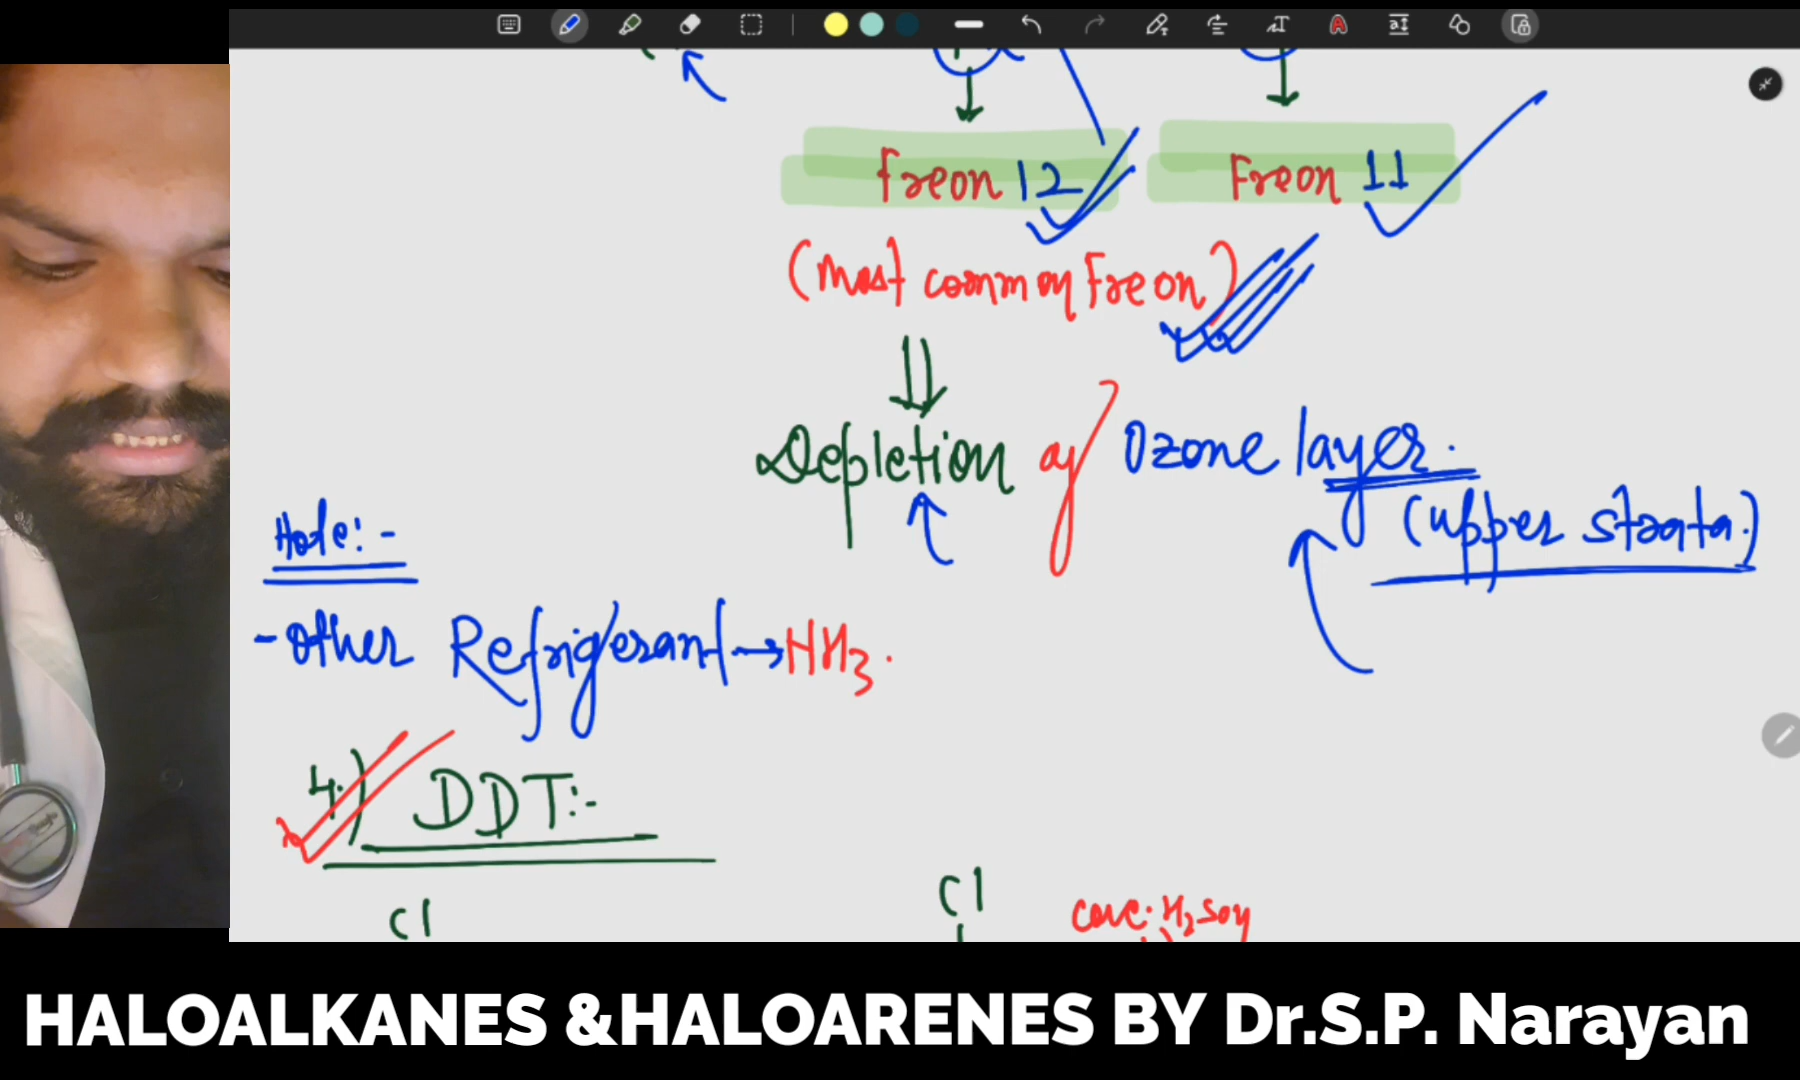 Freon 12
Freon 11
(Most common Freon)
Depletion of Ozone layer.
(upper strata.)
Note:-
-Other Refrigerant→NH3.
4.) DDT:-
Cl
Cl
conc. H2SO4
HALOALKANES &HALOARENES BY Dr.S.P. Narayan